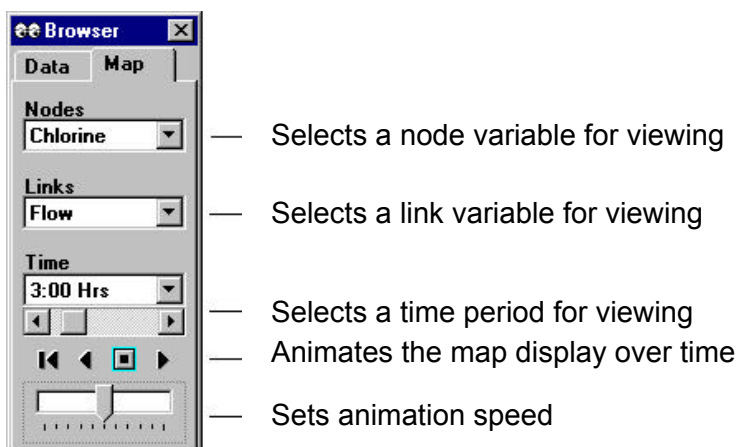 Browser
Data Map
Nodes
Chlorine
Selects a node variable for viewing
Links
Flow
Selects a link variable for viewing
Time
3:00 Hrs
Selects a time period for viewing
Animates the map display over time
Sets animation speed